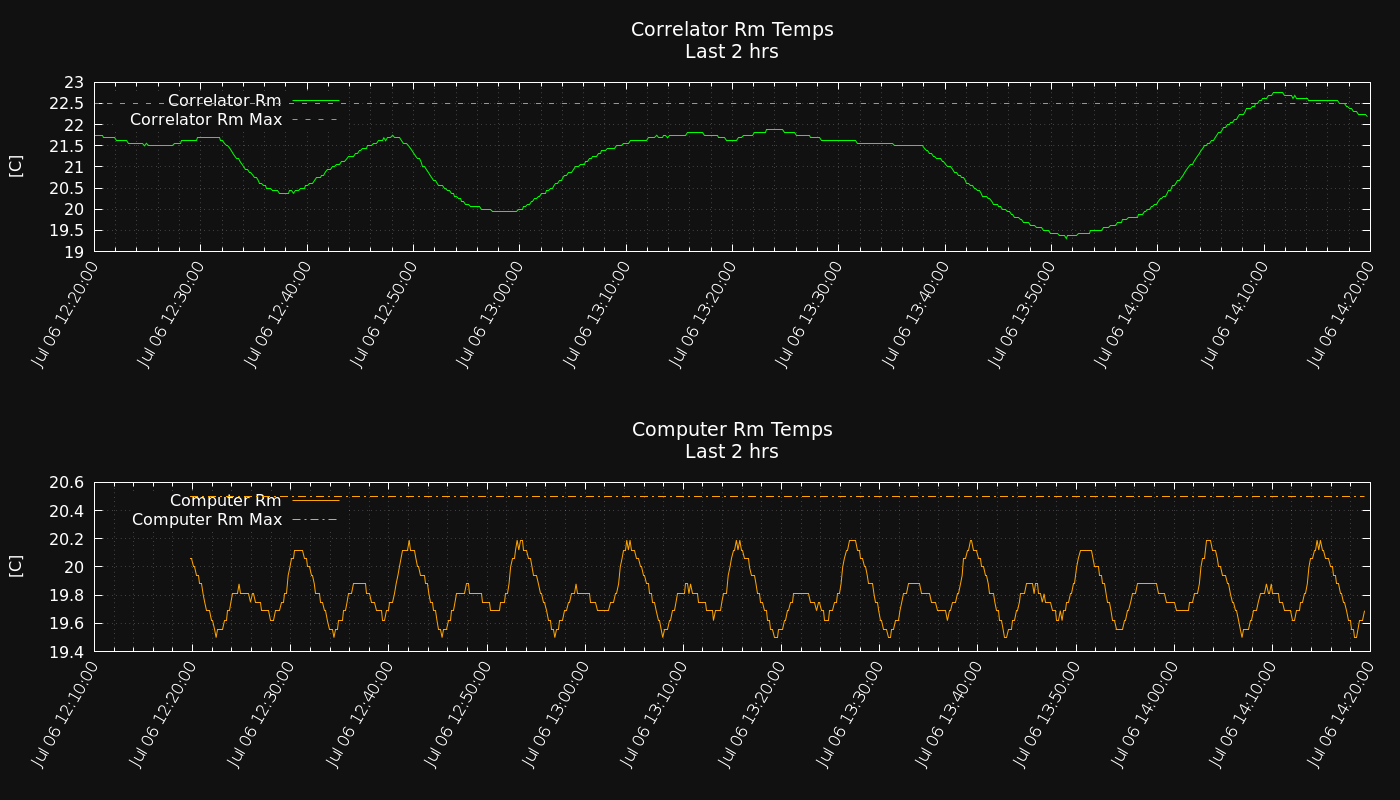 Correlator Rm Temps
Last 2 hrs
23
22.5
22
21.5
21
20.5
20
19.5
19
[C]
Correlator Rm
Correlator Rm Max
Jul 06 12:20:00
Jul 06 12:30:00
Jul 06 12:40:00
Jul 06 12:50:00
Jul 06 13:00:00
Jul 06 13:10:00
Jul 06 13:20:00
Jul 06 13:30:00
Jul 06 13:40:00
Jul 06 13:50:00
Jul 06 14:00:00
Jul 06 14:10:00
Jul 06 14:20:00
Computer Rm Temps
Last 2 hrs
20.6
20.4
20.2
20
19.8
19.6
19.4
[C]
Computer Rm
Computer Rm Max
Jul 06 12:10:00
Jul 06 12:20:00
Jul 06 12:30:00
Jul 06 12:40:00
Jul 06 12:50:00
Jul 06 13:00:00
Jul 06 13:10:00
Jul 06 13:20:00
Jul 06 13:30:00
Jul 06 13:40:00
Jul 06 13:50:00
Jul 06 14:00:00
Jul 06 14:10:00
Jul 06 14:20:00